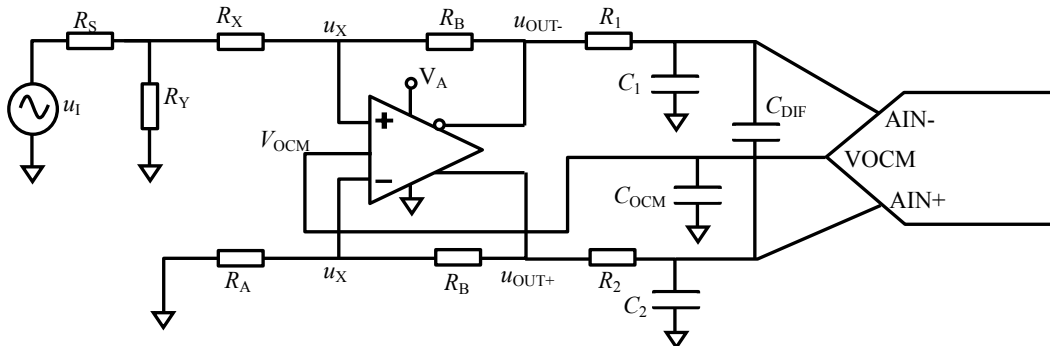 R_S
R_X
u_X
R_B
u_OUT-
R_1
u_I
R_Y
V_A
C_1
C_DIF
AIN-
V_OCM
+
−
VOCM
C_OCM
AIN+
R_A
u_X
R_B
u_OUT+
R_2
C_2